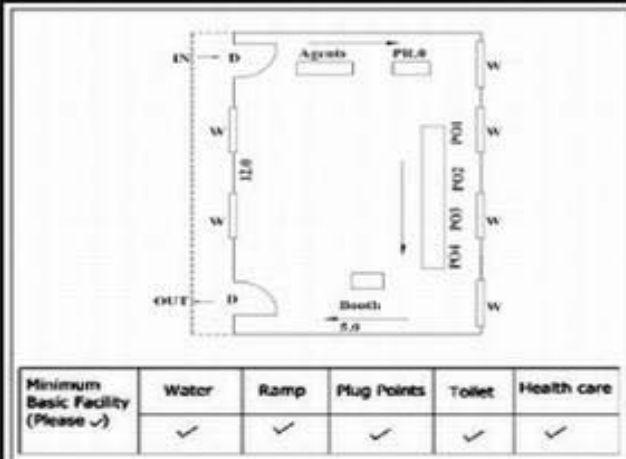 Agents PR.0
IN D
W
W
PO1
W
12.0
PO2
W
PO3
W
PO4
OUT D
W
Booth
5.0
Minimum Basic Facility (Please ✓) Water Ramp Plug Points Toilet Health care
✓ ✓ ✓ ✓ ✓